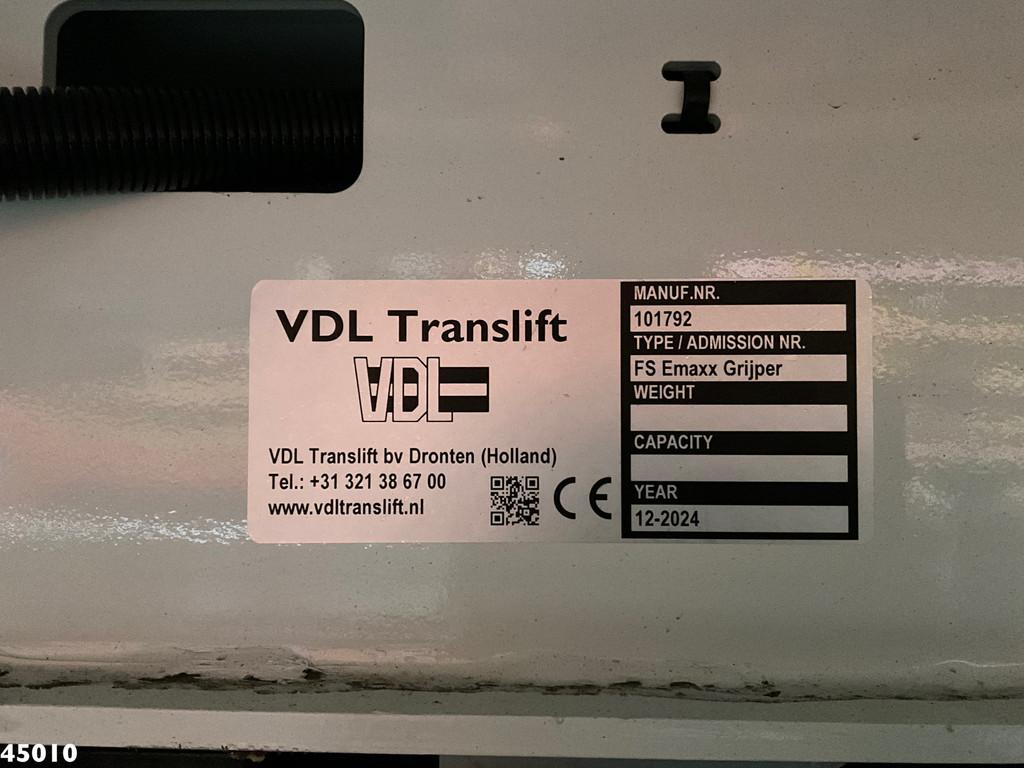 VDL Translift
VDL
VDL Translift bv Dronten (Holland)
Tel.: +31 321 38 67 00
www.vdltranslift.nl
CE
MANUF.NR.
101792
TYPE / ADMISSION NR.
FS Emaxx Grijper
WEIGHT
CAPACITY
YEAR
12-2024
45010